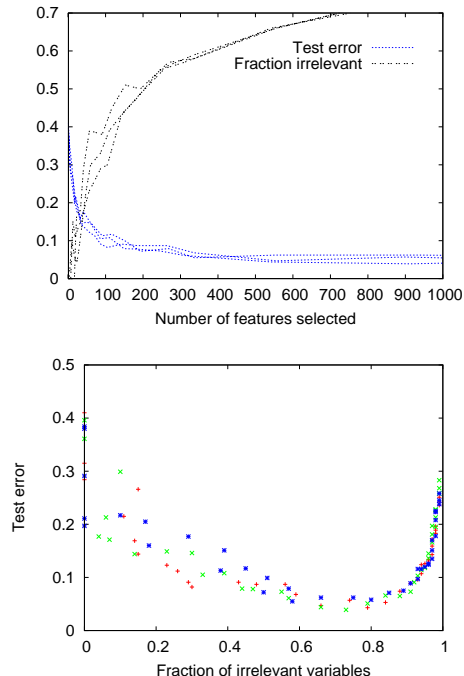 0.7
0.6
0.5
0.4
0.3
0.2
0.1
0
Test error
Fraction irrelevant
0 100 200 300 400 500 600 700 800 900 1000
Number of features selected
0.5
0.4
0.3
0.2
0.1
0
Test error
0 0.2 0.4 0.6 0.8 1
Fraction of irrelevant variables